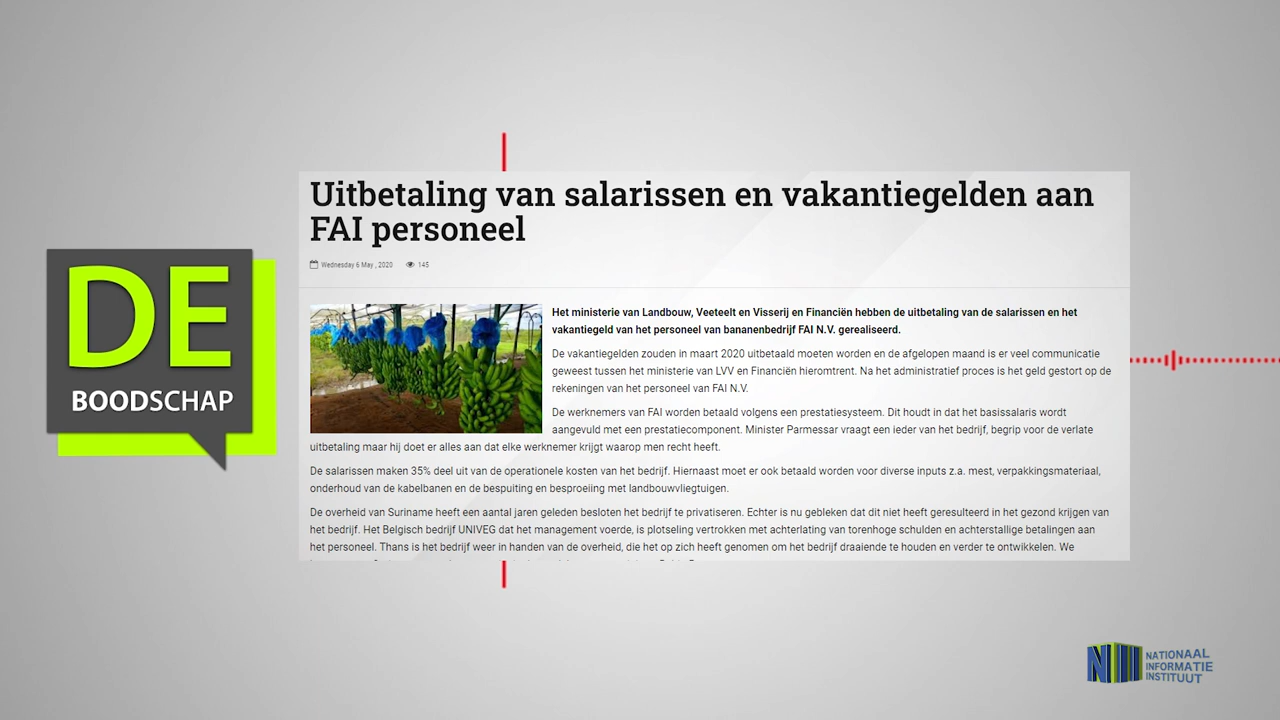 DE
BOODSCHAP
Uitbetaling van salarissen en vakantiegelden aan
FAI personeel
Wednesday 6 May , 2020 145
Het ministerie van Landbouw, Veeteelt en Visserij en Financiën hebben de uitbetaling van de salarissen en het
vakantiegeld van het personeel van bananenbedrijf FAI N.V. gerealiseerd.
De vakantiegelden zouden in maart 2020 uitbetaald moeten worden en de afgelopen maand is er veel communicatie
geweest tussen het ministerie van LVV en Financiën hieromtrent. Na het administratief proces is het geld gestort op de
rekeningen van het personeel van FAI N.V.
De werknemers van FAI worden betaald volgens een prestatiesysteem. Dit houdt in dat het basissalaris wordt
aangevuld met een prestatiecomponent. Minister Parmessar vraagt een ieder van het bedrijf, begrip voor de verlate
uitbetaling maar hij doet er alles aan dat elke werknemer krijgt waarop men recht heeft.
De salarissen maken 35% deel uit van de operationele kosten van het bedrijf. Hiernaast moet er ook betaald worden voor diverse inputs z.a. mest, verpakkingsmateriaal,
onderhoud van de kabelbanen en de bespuiting en besproeiing met landbouwvliegtuigen.
De overheid van Suriname heeft een aantal jaren geleden besloten het bedrijf te privatiseren. Echter is nu gebleken dat dit niet heeft geresulteerd in het gezond krijgen van
het bedrijf. Het Belgisch bedrijf UNIVEG dat het management voerde, is plotseling vertrokken met achterlating van torenhoge schulden en achterstallige betalingen aan
het personeel. Thans is het bedrijf weer in handen van de overheid, die het op zich heeft genomen om het bedrijf draaiende te houden en verder te ontwikkelen. We
NATIONAAL
INFORMATIE
INSTITUUT